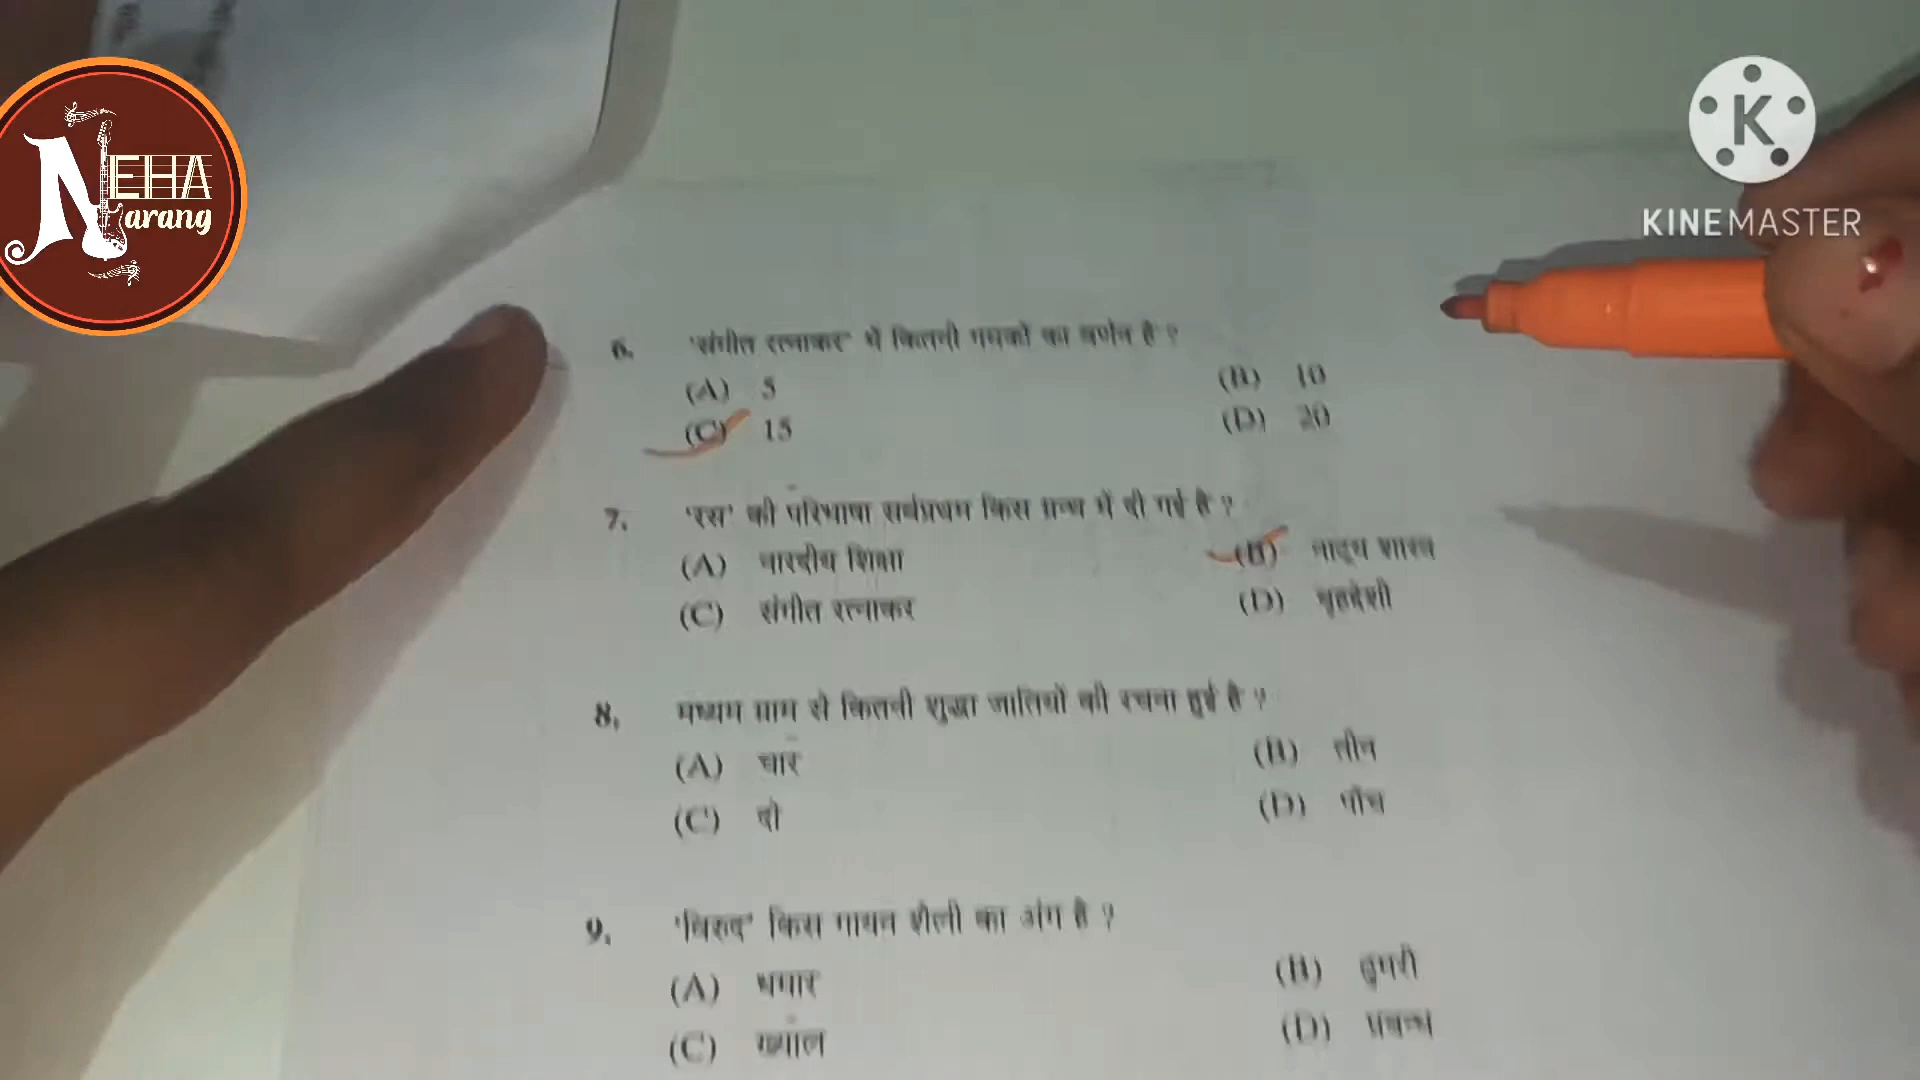 NEHA
Narang
K
KINEMASTER
6. 'संगीत रत्नाकर' में कितनी गमकों का वर्णन है ?
(A) 5 (B) 10
(C) 15 (D) 20
7. 'रस' की परिभाषा सर्वप्रथम किस ग्रन्थ में दी गई है ?
(A) नारदीय शिक्षा (B) नाट्य शास्त्र
(C) संगीत रत्नाकर (D) बृहद्देशी
8. मध्यम ग्राम से कितनी शुद्धा जातियों की रचना हुई है ?
(A) चार (B) तीन
(C) दो (D) पाँच
9. 'विरुद' किस गायन शैली का अंग है ?
(A) धमार (B) ठुमरी
(C) ख्याल (D) प्रबन्ध